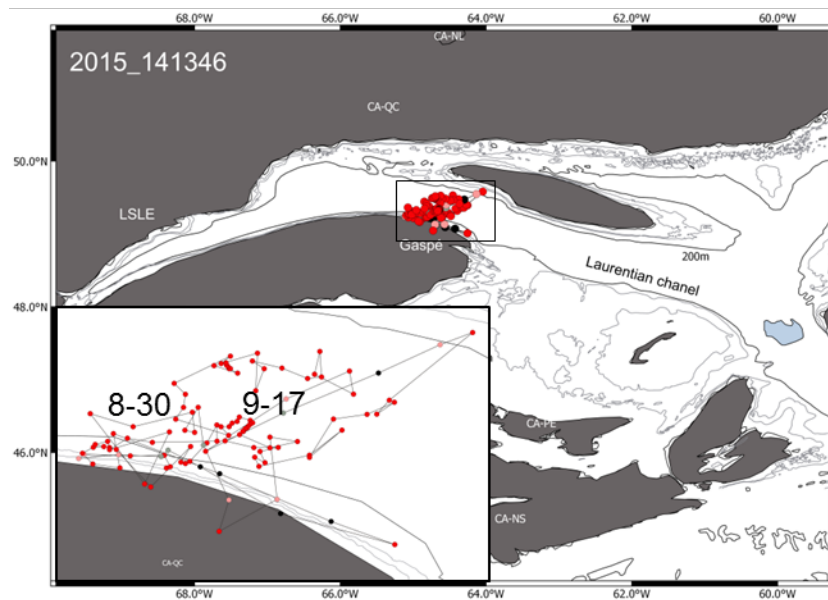 68.0°W 66.0°W 64.0°W 62.0°W 60.0°W
2015_141346
CA-NL
CA-QC
50.0°N
LSLE
Gaspé
200m
Laurentian chanel
48.0°N
8-30 9-17
CA-PE
46.0°N
CA-NS
CA-QC
68.0°W 66.0°W 64.0°W 62.0°W 60.0°W